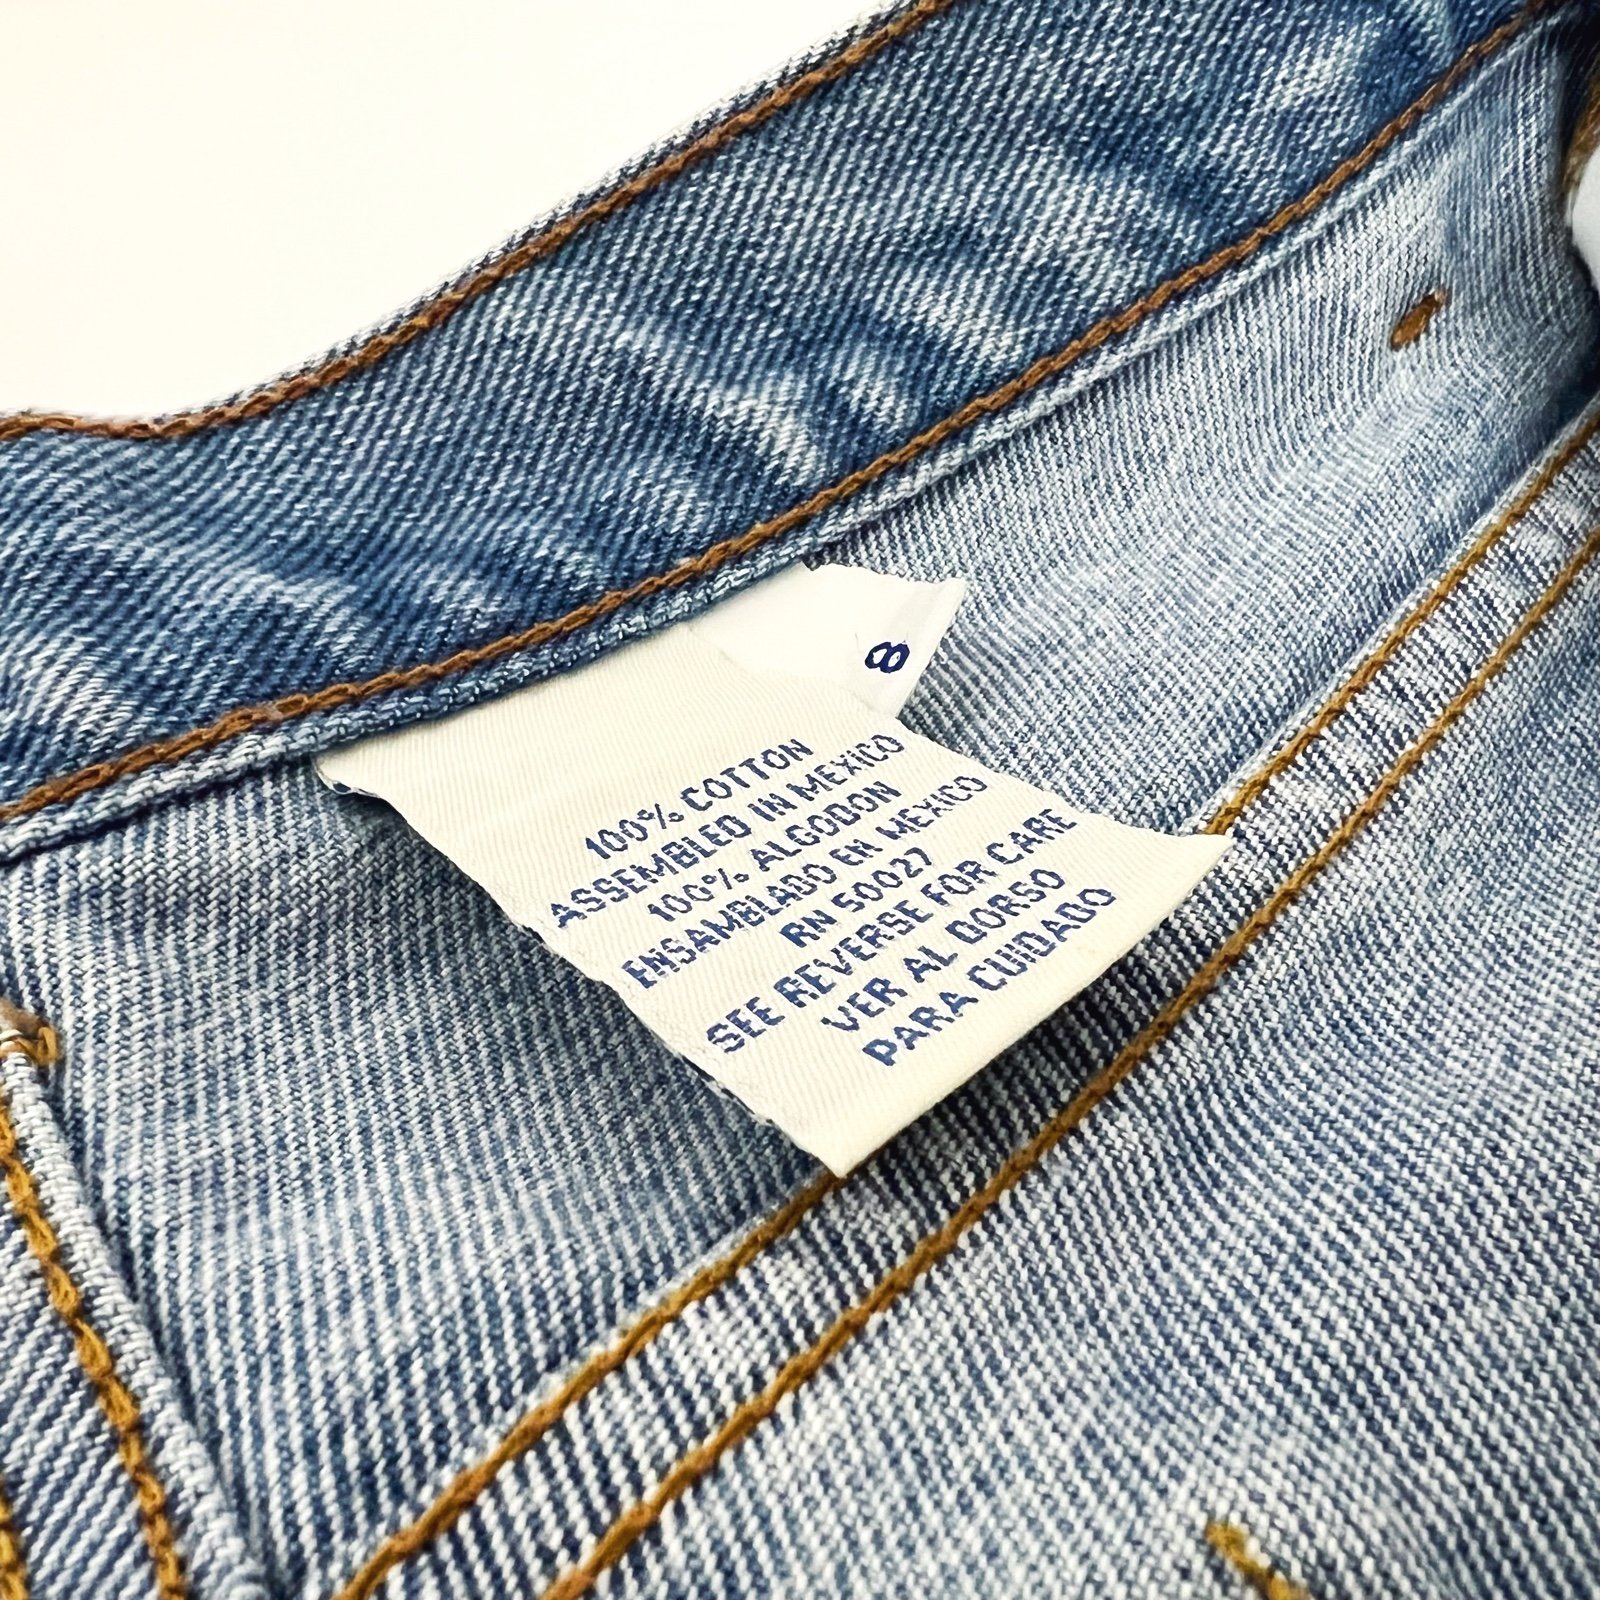 8
100% COTTON
ASSEMBLED IN MEXICO
100% ALGODON
ENSAMBLADO EN MEXICO
RN 50027
SEE REVERSE FOR CARE
VER AL DORSO
PARA CUIDADO